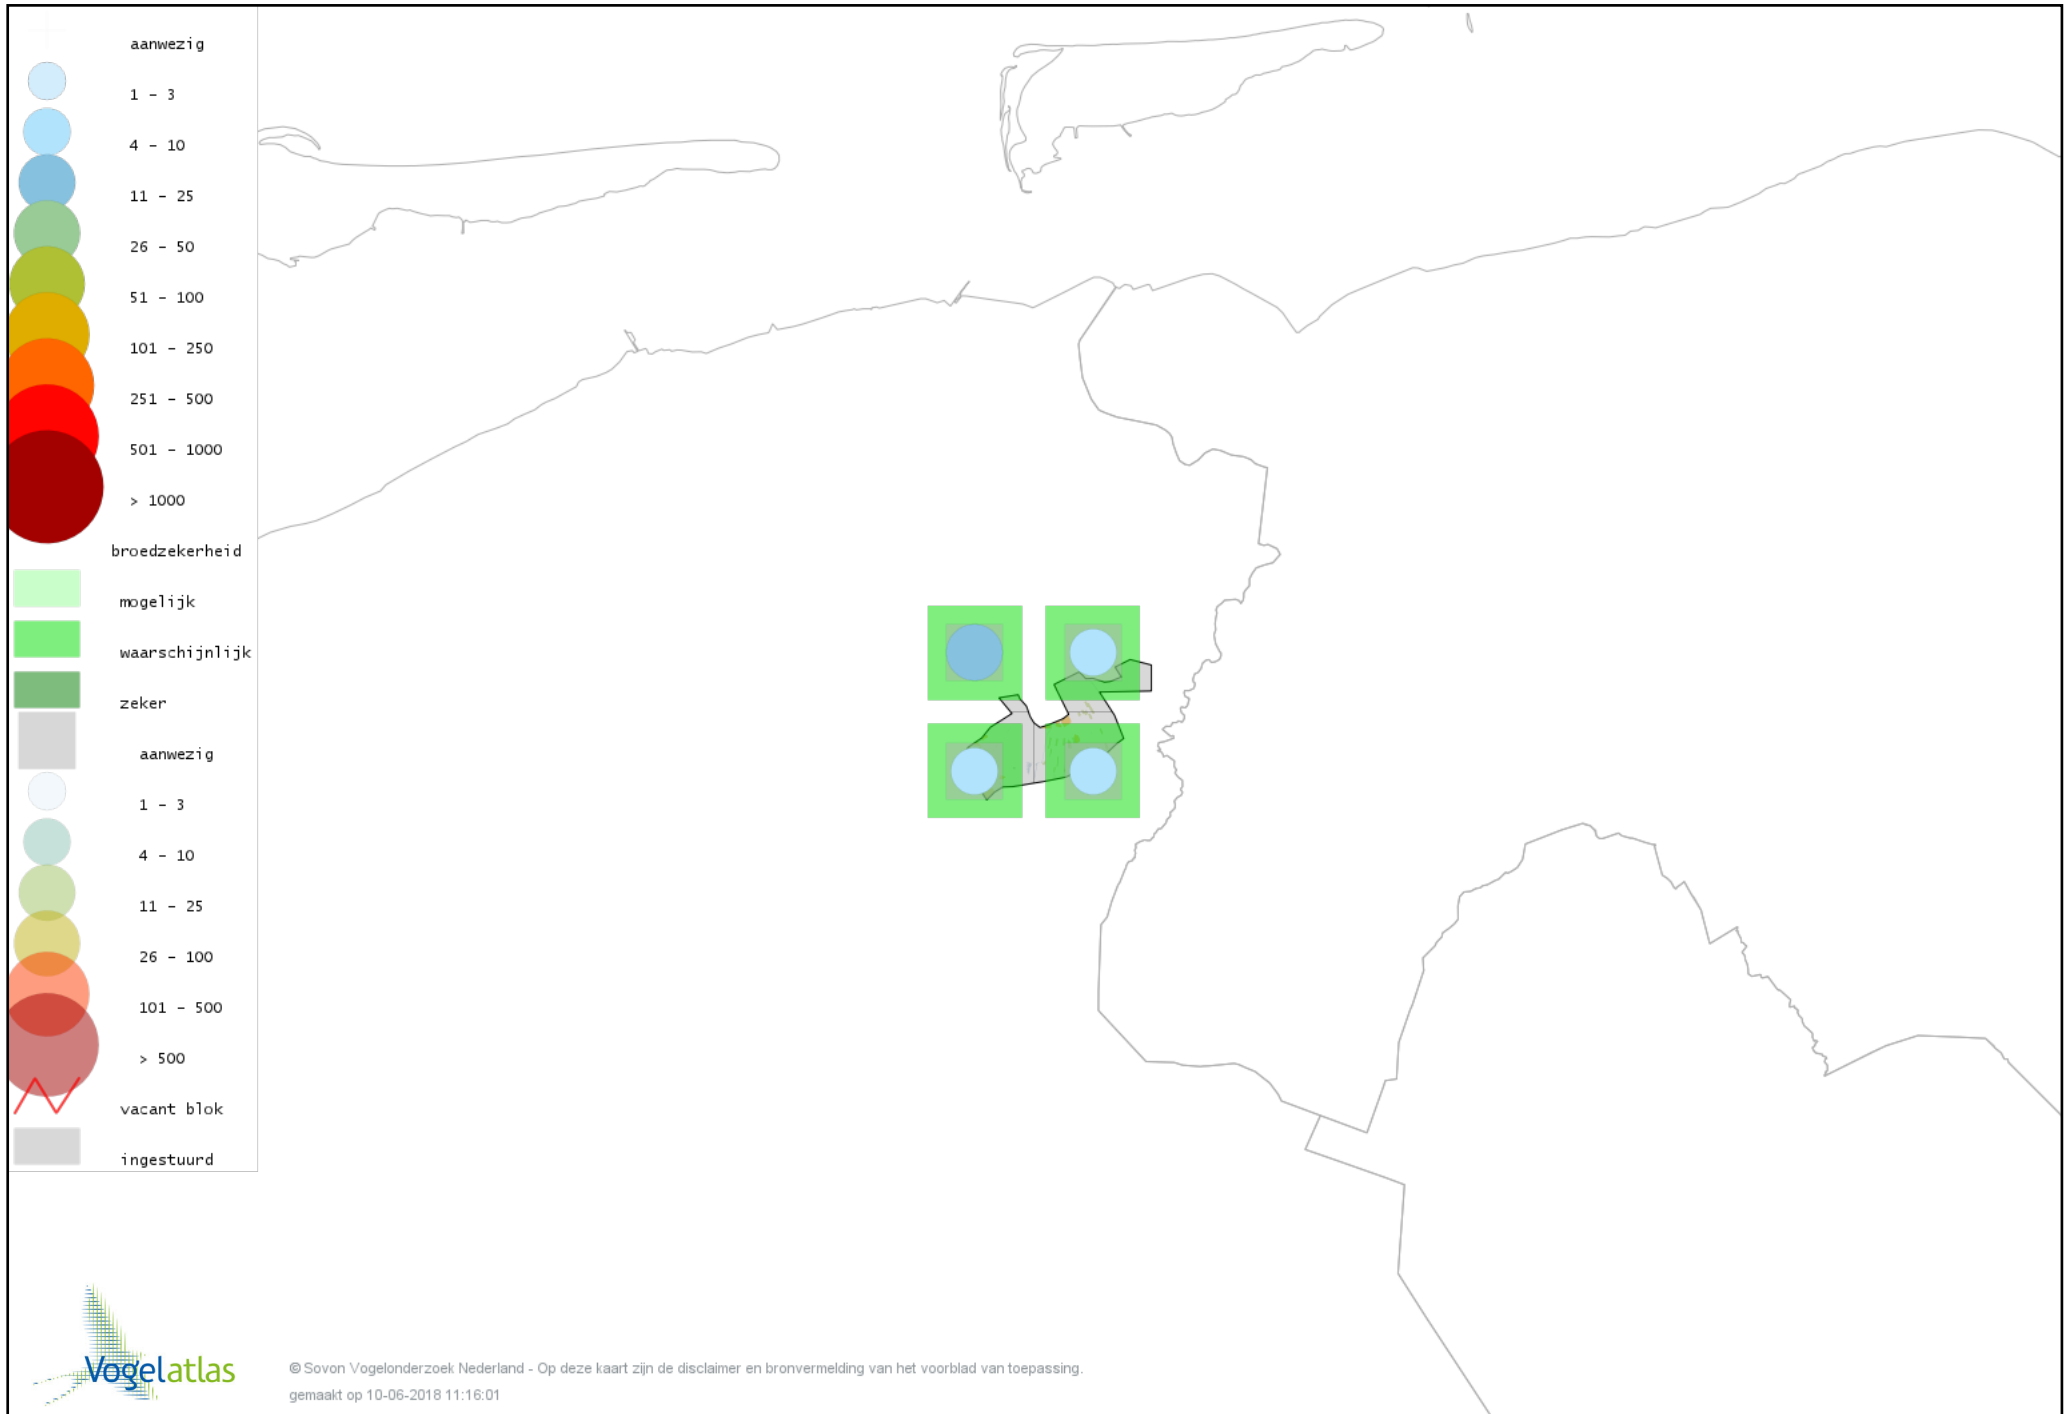 aanwezig
1 - 3
4 - 10
11 - 25
26 - 50
51 - 100
101 - 250
251 - 500
501 - 1000
> 1000
broedzekerheid
mogelijk
waarschijnlijk
zeker
aanwezig
1 - 3
4 - 10
11 - 25
26 - 100
101 - 500
> 500
vacant blok
ingestuurd
Vogelatlas
© Sovon Vogelonderzoek Nederland - Op deze kaart zijn de disclaimer en bronvermelding van het voorblad van toepassing.
gemaakt op 10-06-2018 11:16:01